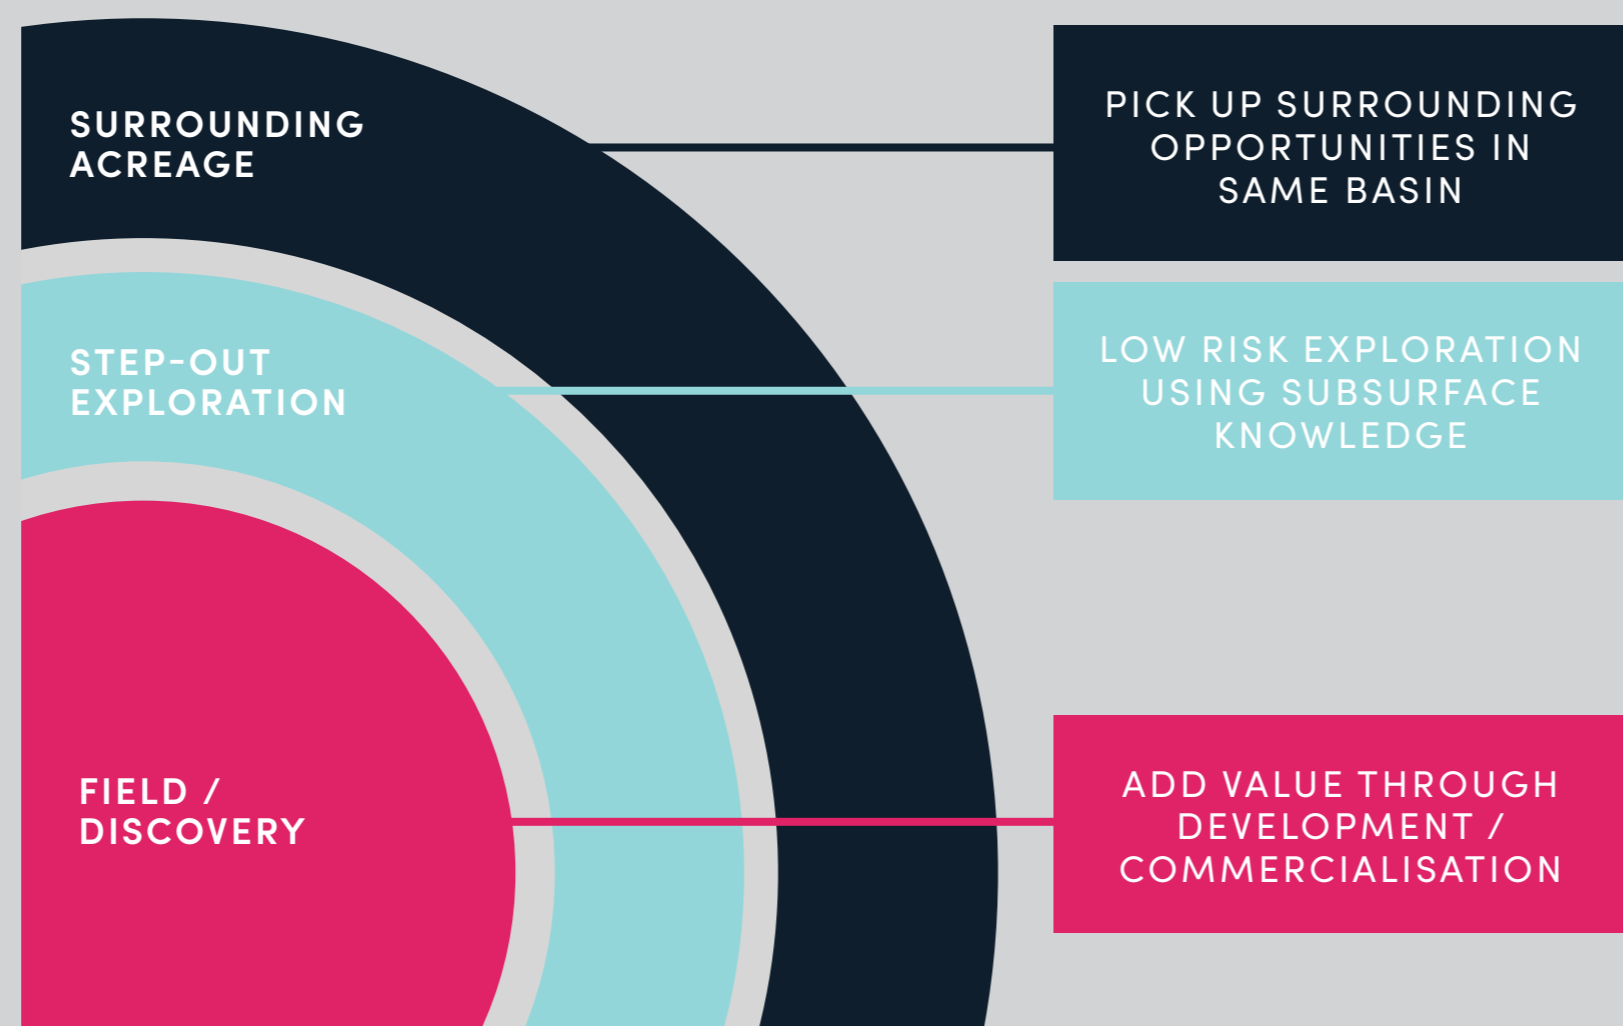 SURROUNDING
ACREAGE
PICK UP SURROUNDING
OPPORTUNITIES IN
SAME BASIN
STEP-OUT
EXPLORATION
LOW RISK EXPLORATION
USING SUBSURFACE
KNOWLEDGE
FIELD /
DISCOVERY
ADD VALUE THROUGH
DEVELOPMENT /
COMMERCIALISATION